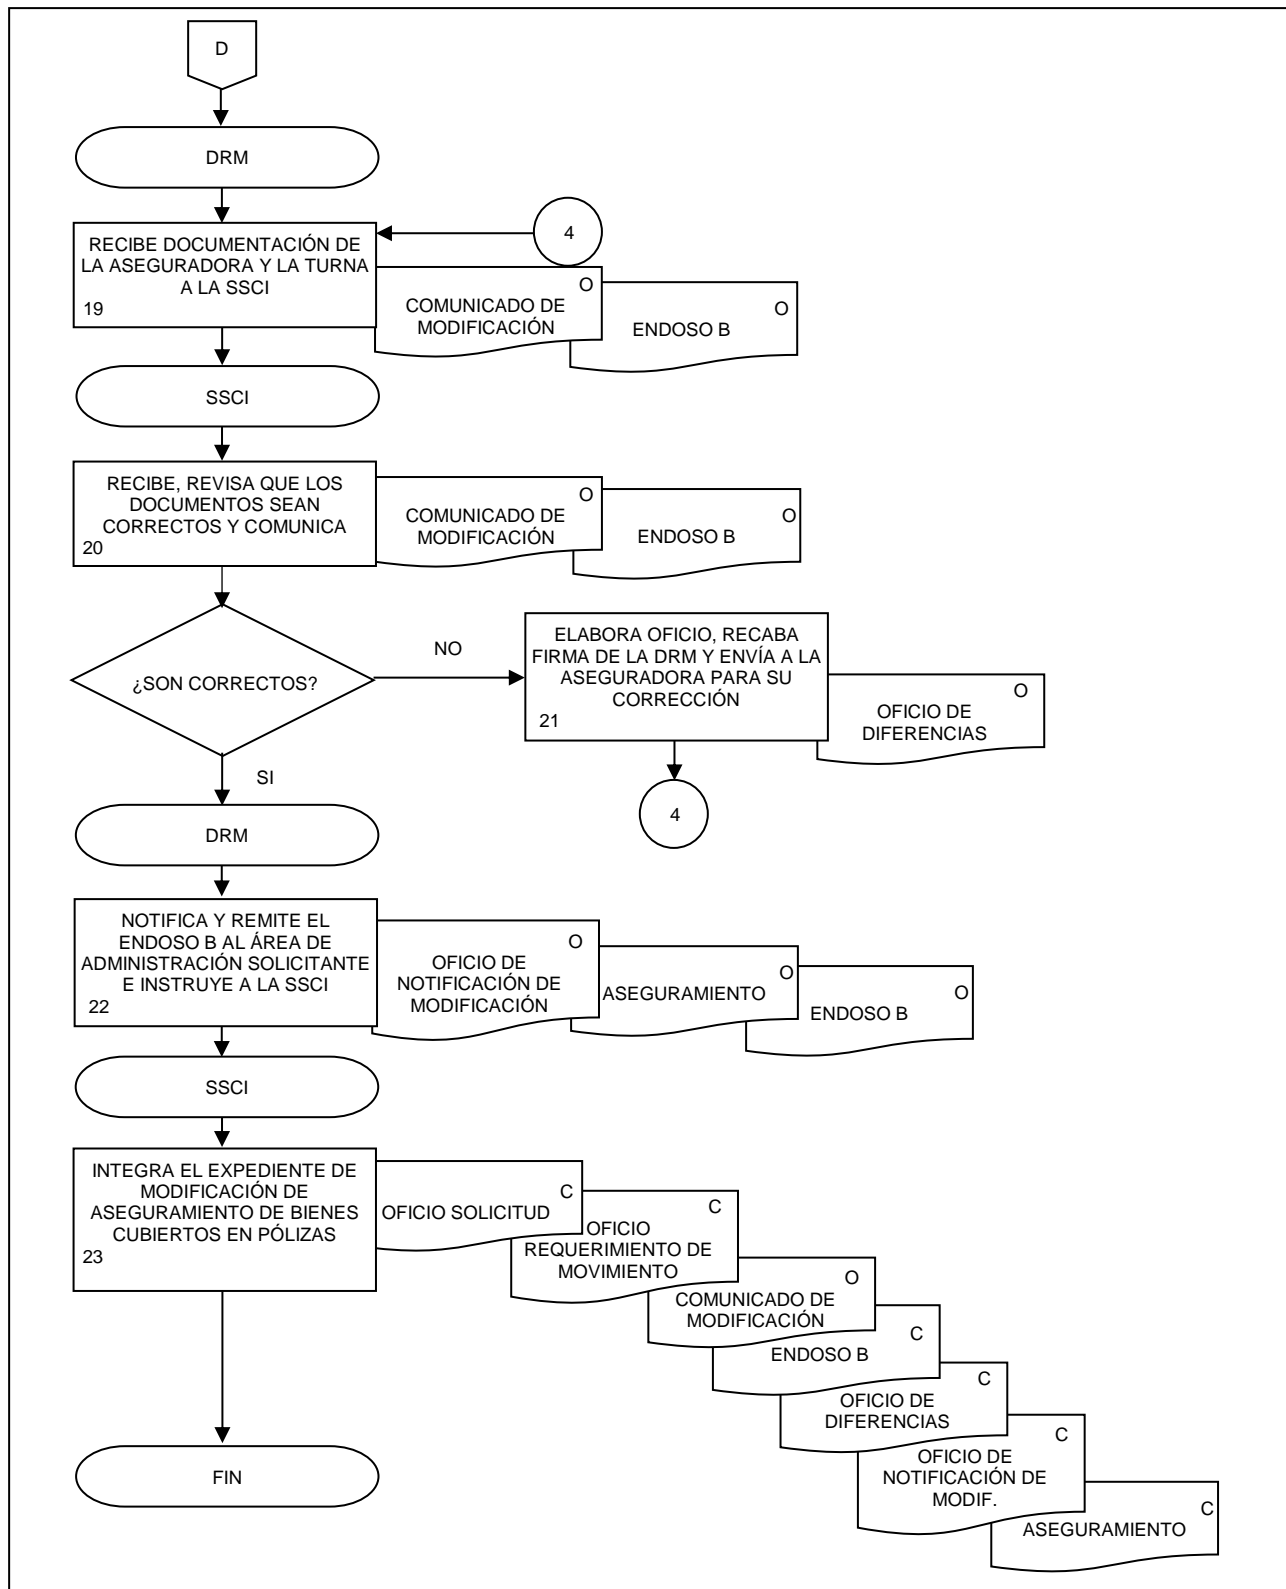 D
DRM
4
RECIBE DOCUMENTACIÓN DE
LA ASEGURADORA Y LA TURNA
A LA SSCI
19
O
COMUNICADO DE
MODIFICACIÓN
O
ENDOSO B
SSCI
RECIBE, REVISA QUE LOS
DOCUMENTOS SEAN
CORRECTOS Y COMUNICA
20
O
COMUNICADO DE
MODIFICACIÓN
O
ENDOSO B
¿SON CORRECTOS?
NO
ELABORA OFICIO, RECABA
FIRMA DE LA DRM Y ENVÍA A LA
ASEGURADORA PARA SU
CORRECCIÓN
21
O
OFICIO DE
DIFERENCIAS
4
SI
DRM
NOTIFICA Y REMITE EL
ENDOSO B AL ÁREA DE
ADMINISTRACIÓN SOLICITANTE
E INSTRUYE A LA SSCI
22
O
OFICIO DE
NOTIFICACIÓN DE
MODIFICACIÓN
O
ASEGURAMIENTO
O
ENDOSO B
SSCI
INTEGRA EL EXPEDIENTE DE
MODIFICACIÓN DE
ASEGURAMIENTO DE BIENES
CUBIERTOS EN PÓLIZAS
23
C
OFICIO SOLICITUD
C
OFICIO
REQUERIMIENTO DE
MOVIMIENTO
O
COMUNICADO DE
MODIFICACIÓN
C
ENDOSO B
C
OFICIO DE
DIFERENCIAS
C
OFICIO DE
NOTIFICACIÓN DE
MODIF.
C
ASEGURAMIENTO
FIN